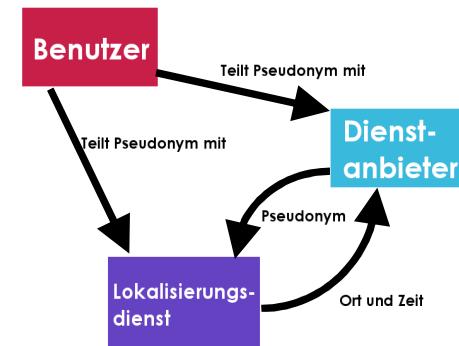 Benutzer
Teilt Pseudonym mit
Dienst-
anbieter
Teilt Pseudonym mit
Pseudonym
Lokalisierungs-
dienst
Ort und Zeit